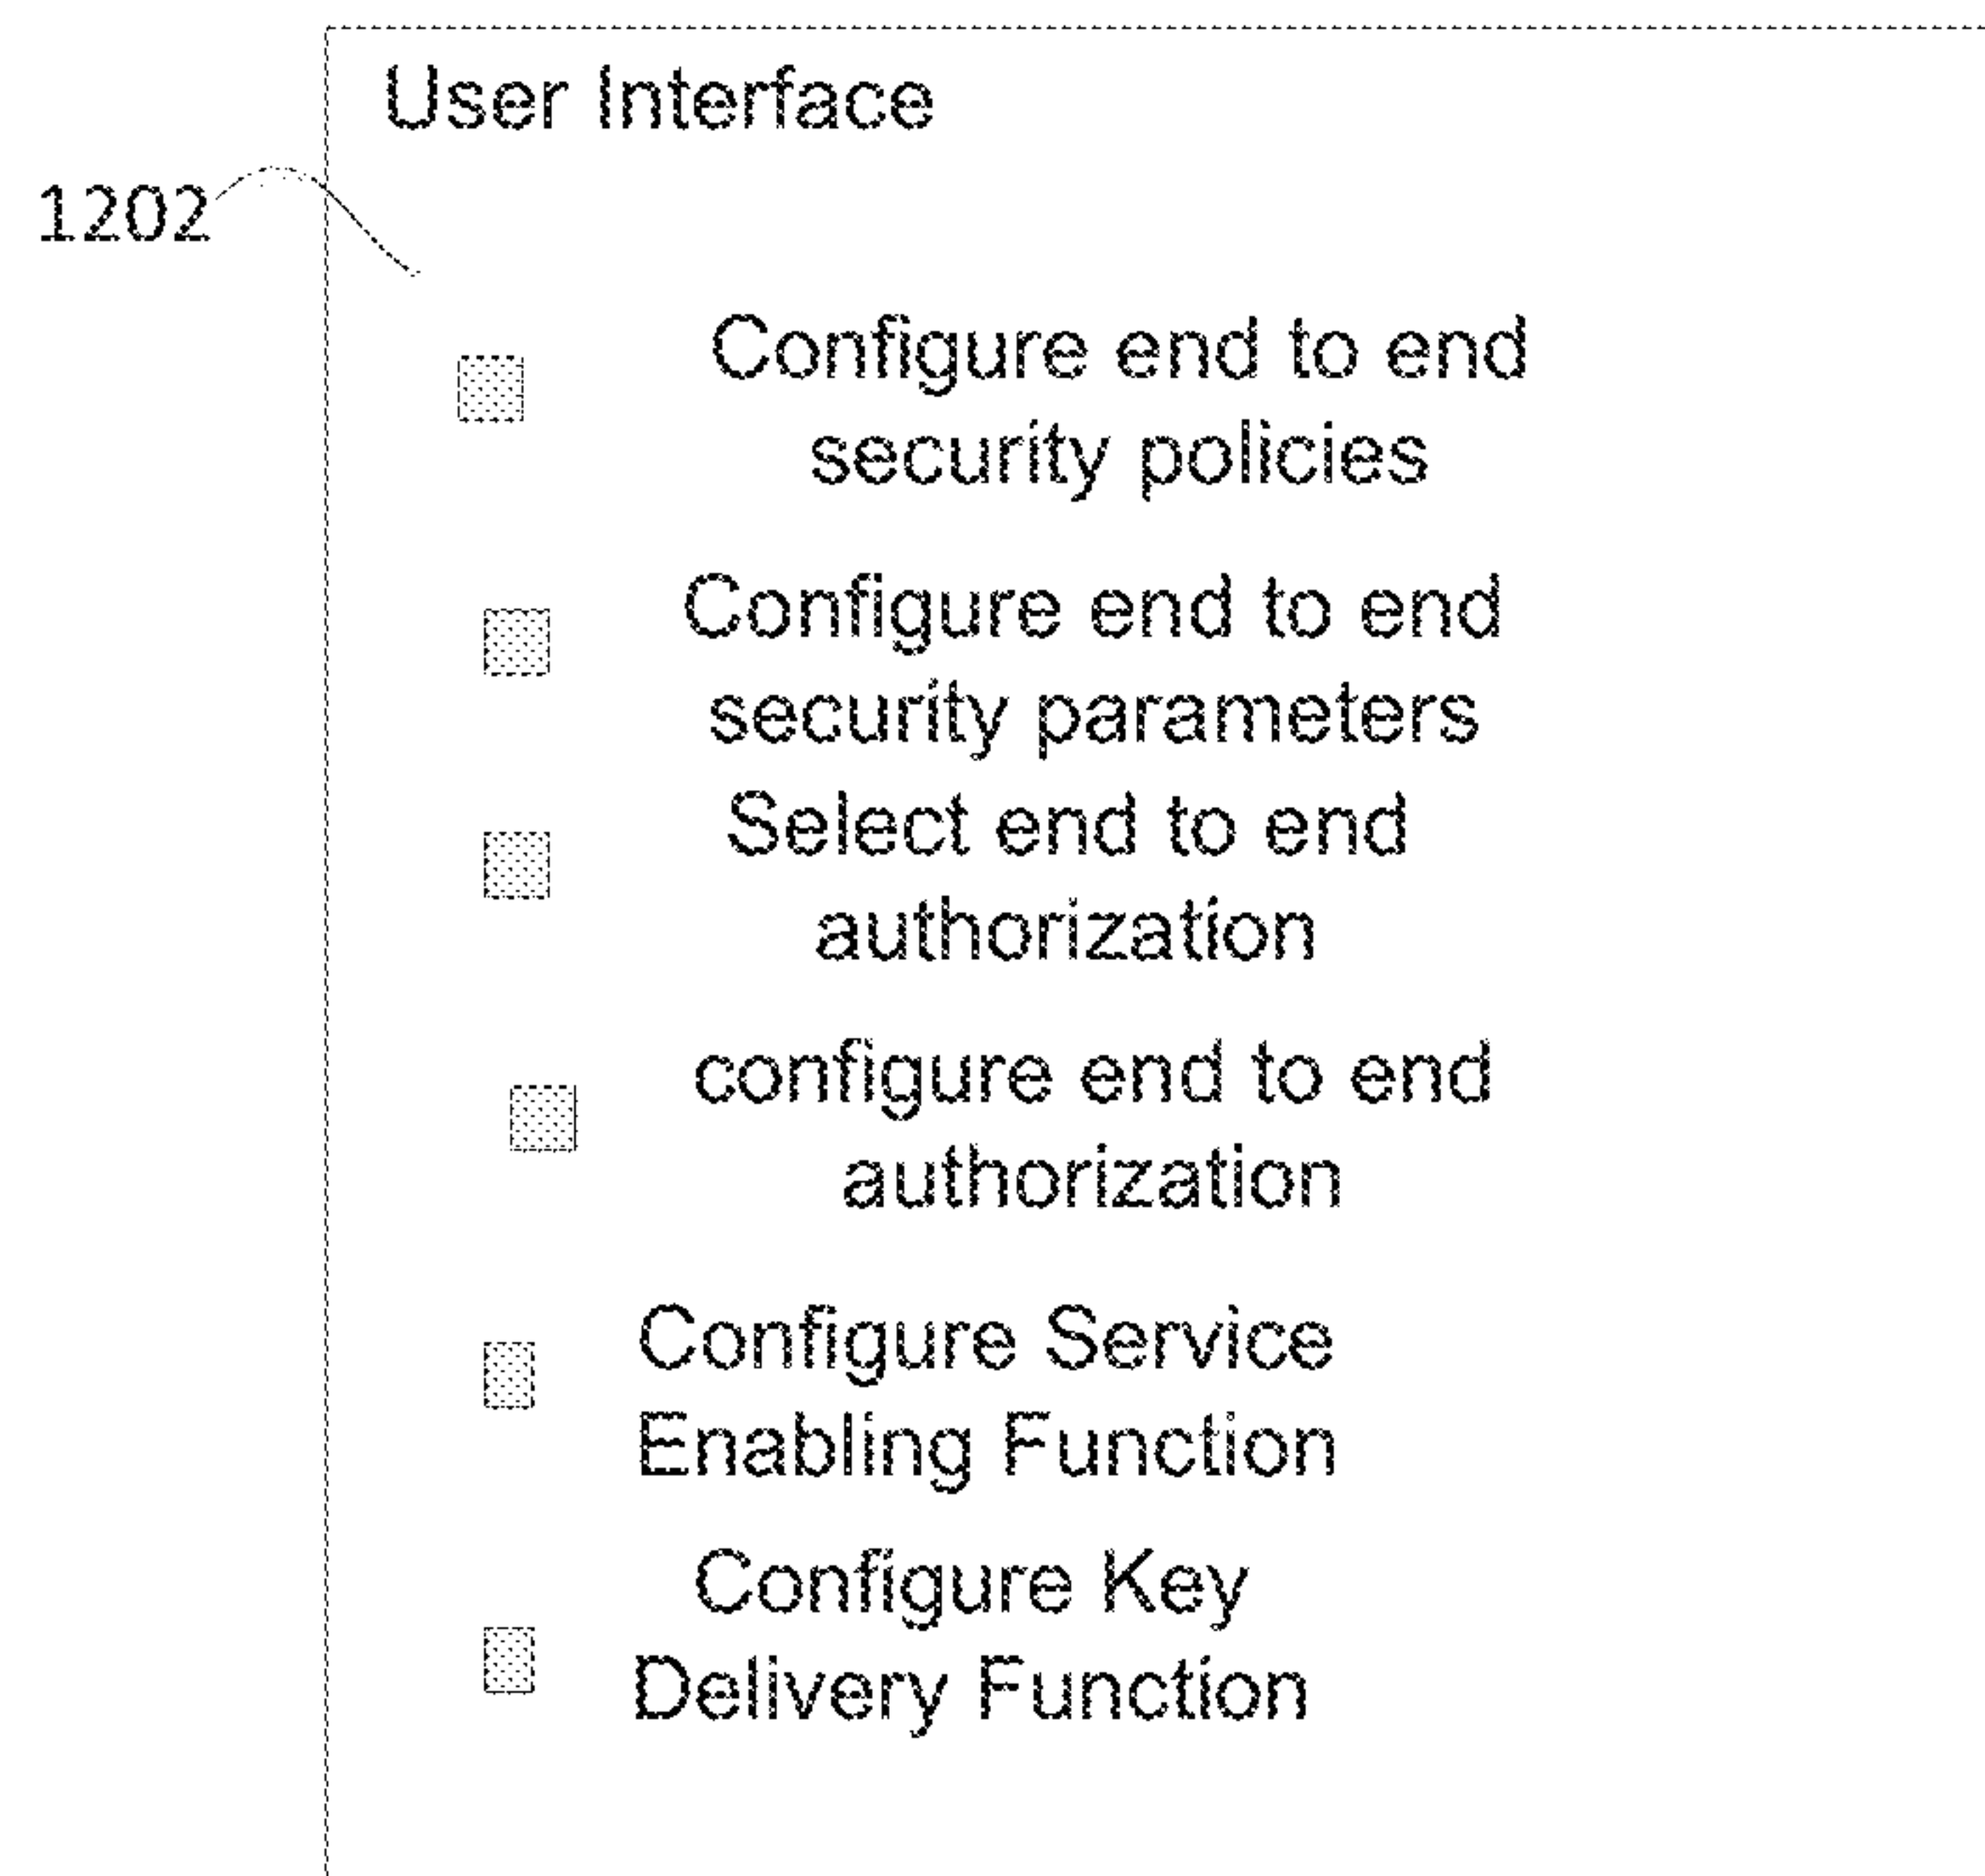 User Interface
1202
Configure end to end
security policies
Configure end to end
security parameters
Select end to end
authorization
configure end to end
authorization
Configure Service
Enabling Function
Configure Key
Delivery Function